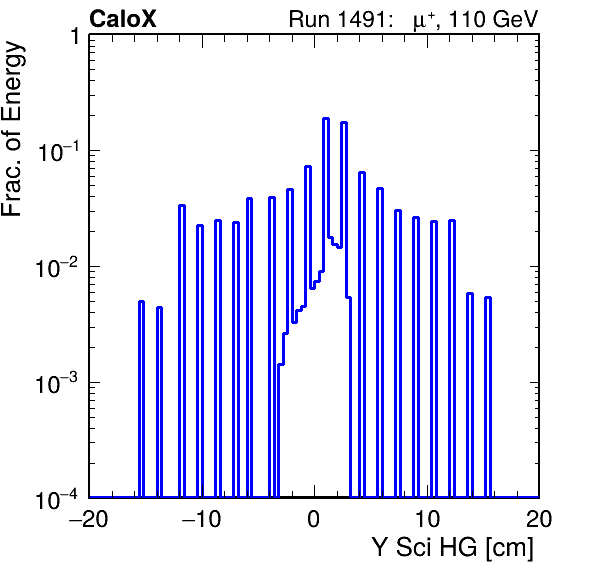 CaloX Run 1491: μ⁺, 110 GeV
Frac. of Energy
1
10⁻¹
10⁻²
10⁻³
10⁻⁴
−20 −10 0 10 20
Y Sci HG [cm]